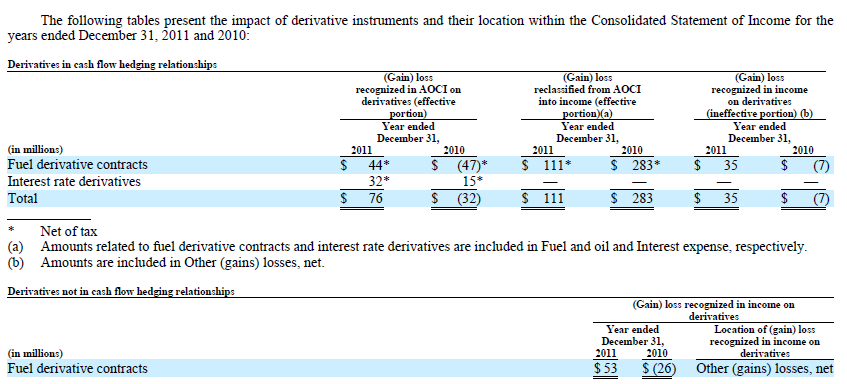 The following tables present the impact of derivative instruments and their location within the Consolidated Statement of Income for the
years ended December 31, 2011 and 2010:
Derivatives in cash flow hedging relationships
(Gain) loss (Gain) loss (Gain) loss
recognized in AOCI on reclassified from AOCI recognized in income
derivatives (effective into income (effective on derivatives
portion) portion)(a) (ineffective portion) (b)
Year ended Year ended Year ended
December 31, December 31, December 31,
(in millions) 2011 2010 2011 2010 2011 2010
Fuel derivative contracts $ 44* $ (47)* $ 111* $ 283* $ 35 $ (7)
Interest rate derivatives 32* 15* — — — —
Total $ 76 $ (32) $ 111 $ 283 $ 35 $ (7)
* Net of tax
(a) Amounts related to fuel derivative contracts and interest rate derivatives are included in Fuel and oil and Interest expense, respectively.
(b) Amounts are included in Other (gains) losses, net.
Derivatives not in cash flow hedging relationships
(Gain) loss recognized in income on
derivatives
Year ended Location of (gain) loss
December 31, recognized in income on
(in millions) 2011 2010 derivatives
Fuel derivative contracts $ 53 $ (26) Other (gains) losses, net